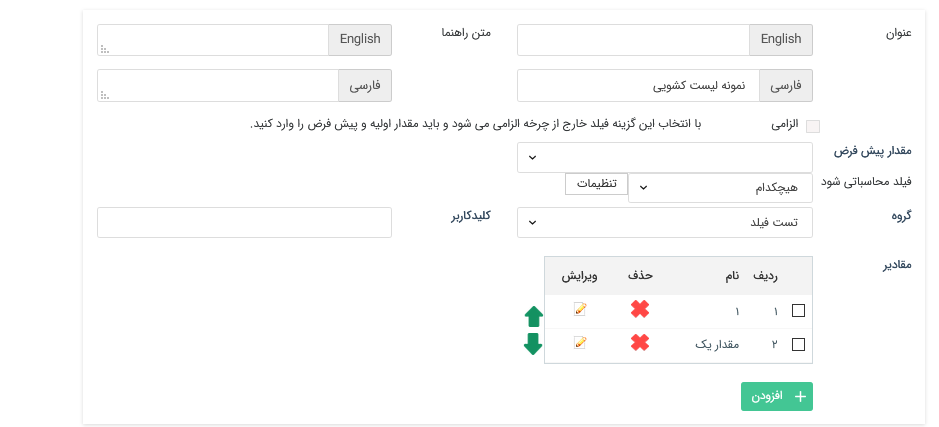 عنوان English متن راهنما English
فارسی نمونه لیست کشویی فارسی
الزامی با انتخاب این گزینه فیلد خارج از چرخه الزامی می شود و باید مقدار اولیه و پیش فرض را وارد کنید.
مقدار پیش فرض
فیلد محاسباتی شود هیچکدام تنظیمات
گروه تست فیلد کلیدکاربر
مقادیر
ردیف نام حذف ویرایش
۱ ۱
۲ مقدار یک
افزودن